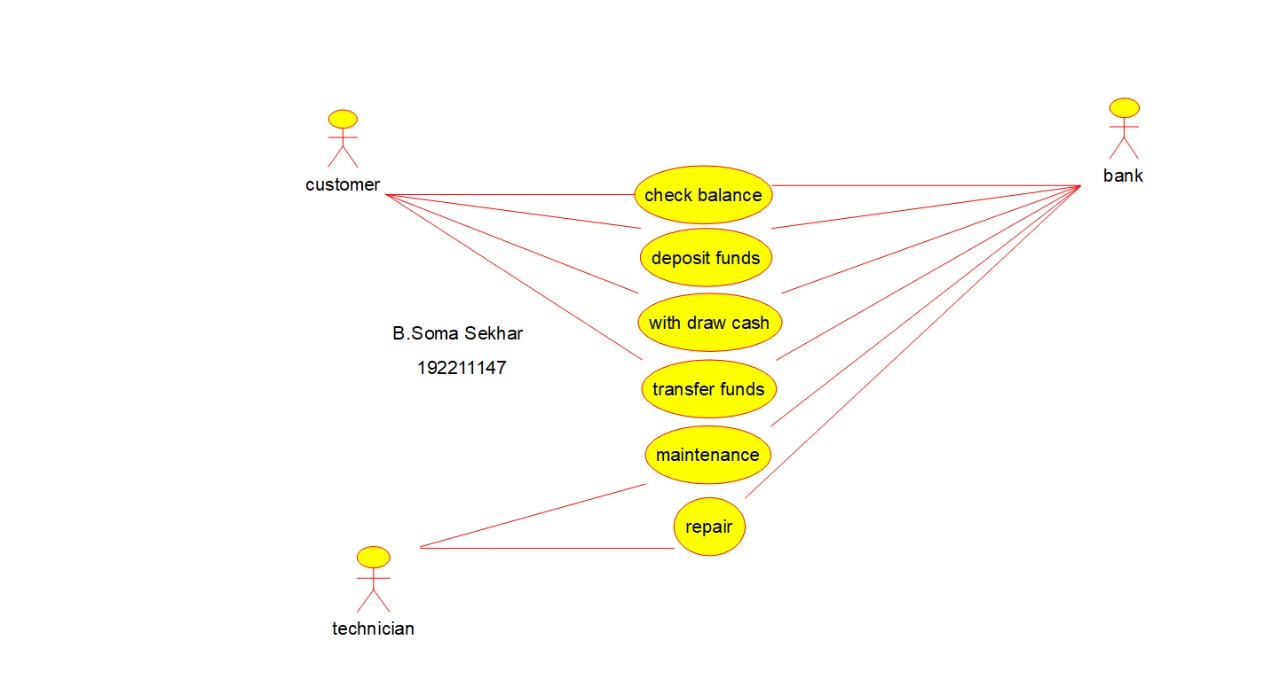 customer
bank
check balance
deposit funds
with draw cash
B.Soma Sekhar
192211147
transfer funds
maintenance
repair
technician